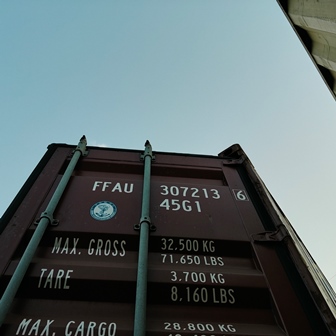 FFAU 307213 6
45G1
MAX. GROSS 32.500 KG
71.650 LBS
TARE 3.700 KG
8.160 LBS
MAX. CARGO 28.800 KG